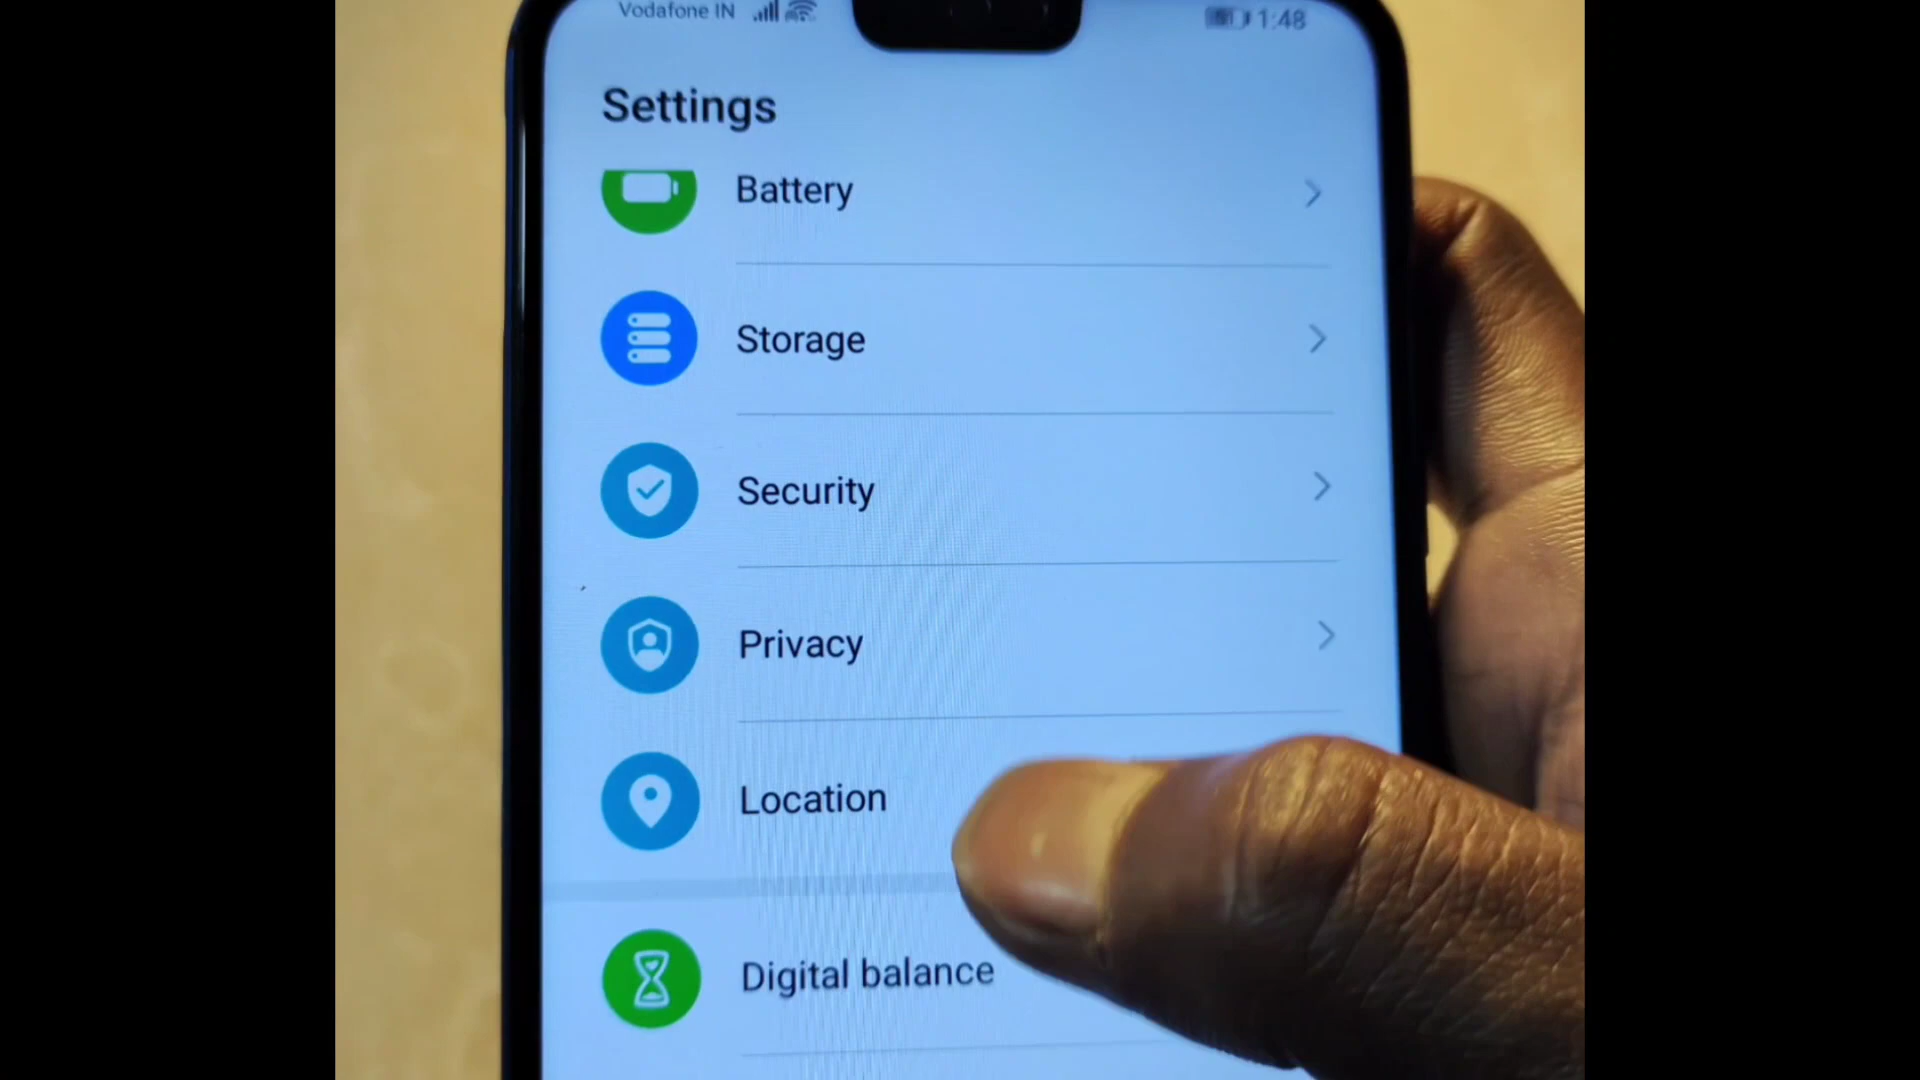 Vodafone IN 1:48
Settings
Battery
Storage
Security
Privacy
Location
Digital balance